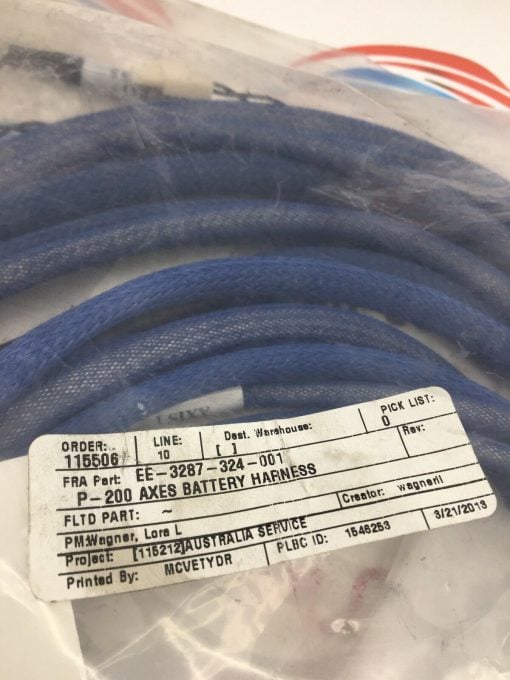 ORDER: LINE: Dest. Warehouse: PICK LIST:
115506 10 [ ] 0
FRA Part: EE-3287-324-001 Rev:
P-200 AXES BATTERY HARNESS
FLTD PART: ~ Creator: wagnerll
PM:Wagner, Lora L
Project: [115212]AUSTRALIA SERVICE
Printed By: MCVETYDR PLBC ID: 1546253 3/21/2013